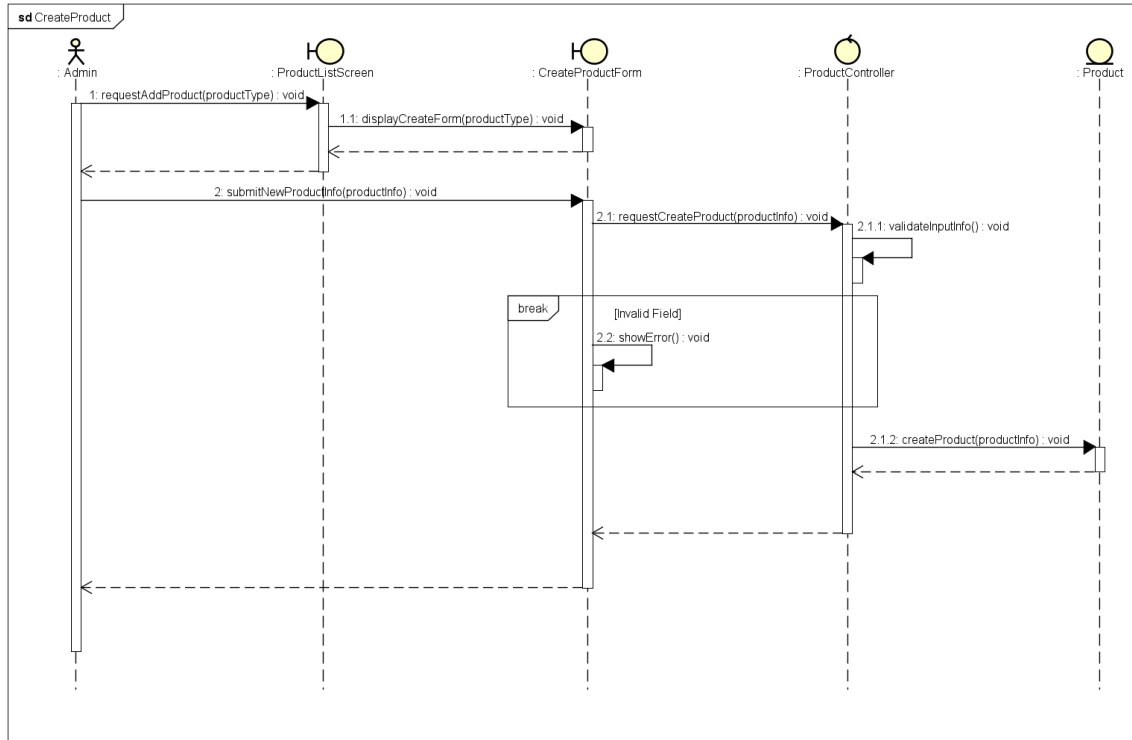 sd CreateProduct
: Admin
: ProductListScreen
: CreateProductForm
: ProductController
: Product
1: requestAddProduct(productType) : void
1.1: displayCreateForm(productType) : void
2: submitNewProductInfo(productInfo) : void
2.1: requestCreateProduct(productInfo) : void
2.1.1: validateInputInfo() : void
break
[Invalid Field]
2.2: showError() : void
2.1.2: createProduct(productInfo) : void